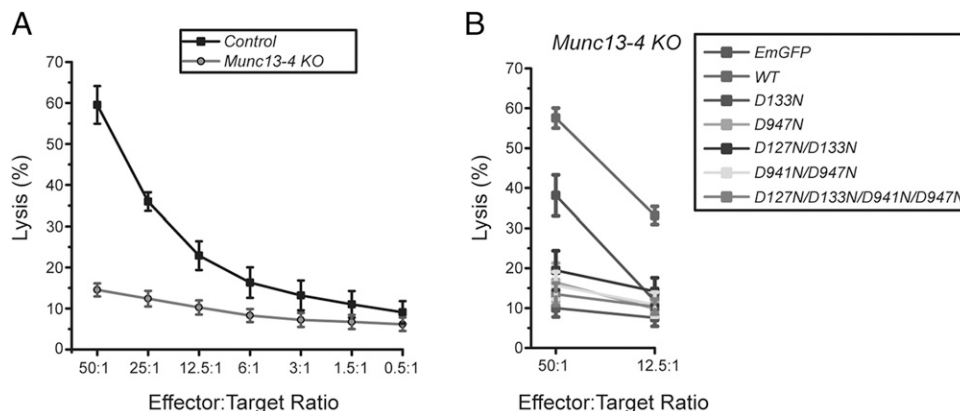 A
Control
Munc13-4 KO
70
60
50
40
30
20
10
0
Lysis (%)
50:1
25:1
12.5:1
6:1
3:1
1.5:1
0.5:1
Effector:Target Ratio
B
Munc13-4 KO
70
60
50
40
30
20
10
0
Lysis (%)
50:1
12.5:1
Effector:Target Ratio
EmGFP
WT
D133N
D947N
D127N/D133N
D941N/D947N
D127N/D133N/D941N/D947N